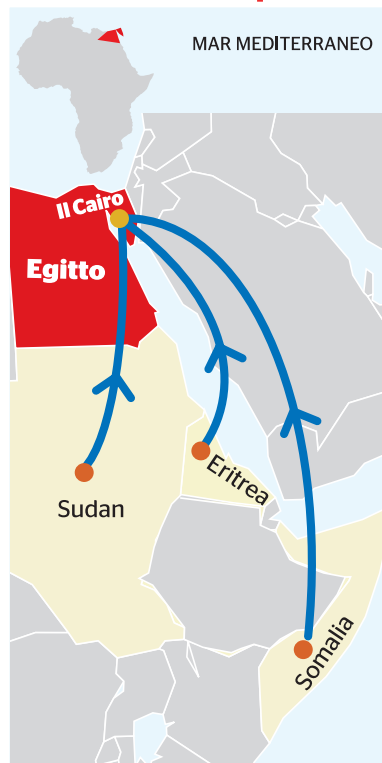 MAR MEDITERRANEO
Il Cairo
Egitto
Eritrea
Sudan
Somalia